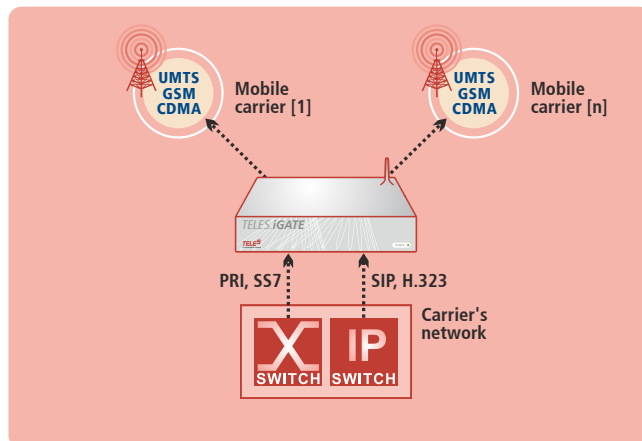 UMTS
GSM
CDMA
Mobile
carrier [1]
UMTS
GSM
CDMA
Mobile
carrier [n]
TELES.iGATE
TELES
PRI, SS7
SIP, H.323
Carrier's
network
X
SWITCH
IP
SWITCH